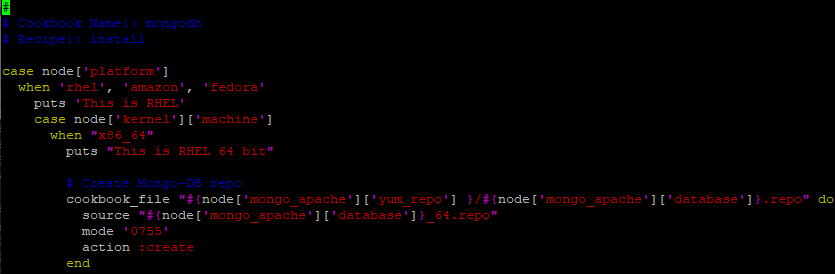 #
# Cookbook Name:: mongodb
# Recipe:: install
case node['platform']
when 'rhel', 'amazon', 'fedora'
puts 'This is RHEL'
case node['kernel']['machine']
when "x86_64"
puts "This is RHEL 64 bit"
# Create Mongo-DB repo
cookbook_file "#{node['mongo_apache']['yum_repo'] }/#{node['mongo_apache']['database']}.repo" do
source "#{node['mongo_apache']['database']}_64.repo"
mode '0755'
action :create
end